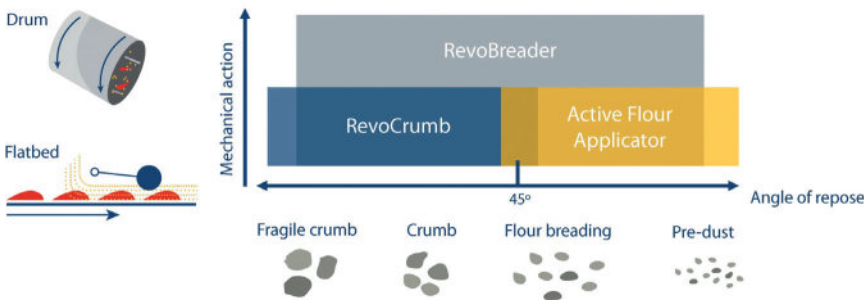 Drum
Flatbed
Mechanical action
RevoBreader
RevoCrumb
Active Flour
Applicator
45º
Angle of repose
Fragile crumb
Crumb
Flour breading
Pre-dust